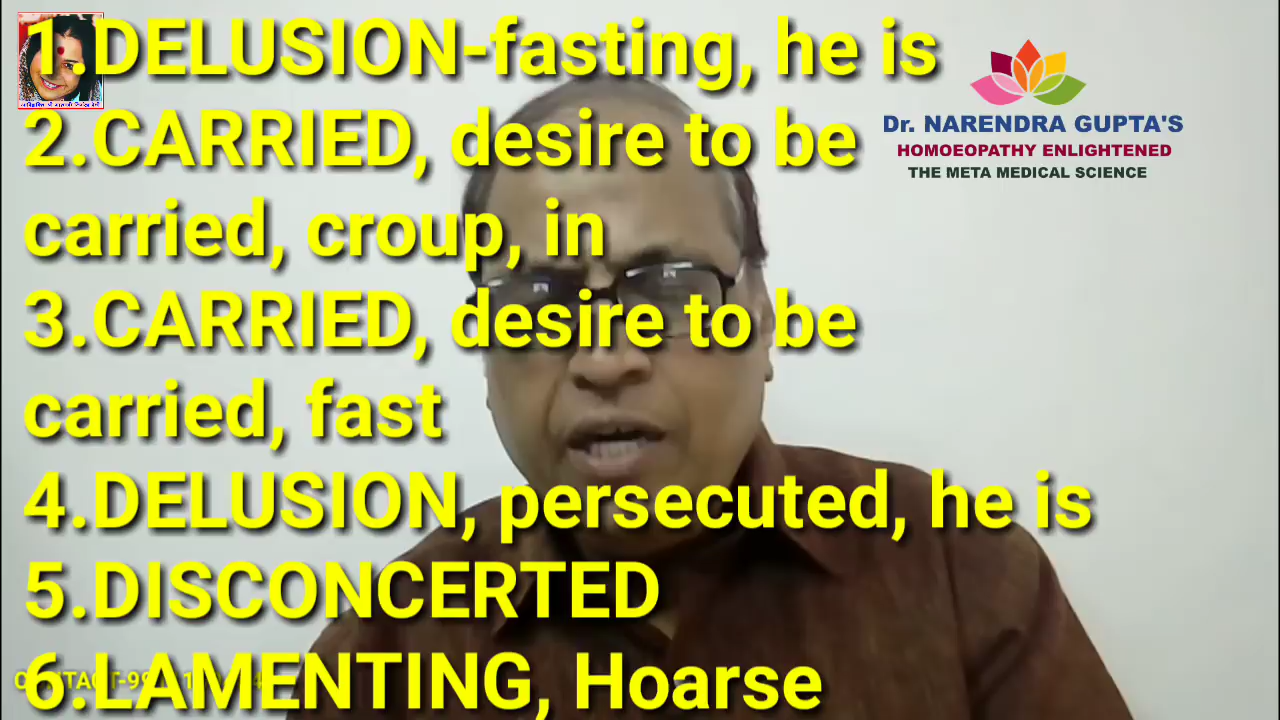 1.DELUSION-fasting, he is
2.CARRIED, desire to be
carried, croup, in
3.CARRIED, desire to be
carried, fast
4.DELUSION, persecuted, he is
5.DISCONCERTED
6.LAMENTING, Hoarse
Dr. NARENDRA GUPTA'S
HOMOEOPATHY ENLIGHTENED
THE META MEDICAL SCIENCE